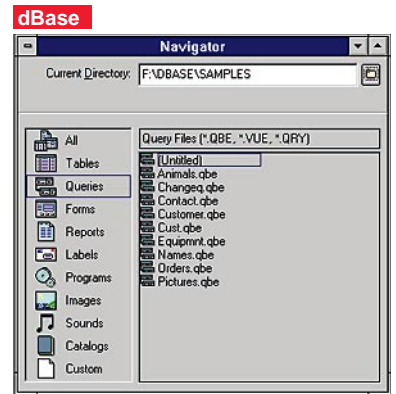 dBase
Navigator
Current Directory: F:\DBASE\SAMPLES
All
Tables
Queries
Forms
Reports
Labels
Programs
Images
Sounds
Catalogs
Custom
Query Files (*.QBE, *.VUE, *.QRY)
(Untitled)
Animals.qbe
Changeq.qbe
Contact.qbe
Customer.qbe
Cust.qbe
Equipmnt.qbe
Names.qbe
Orders.qbe
Pictures.qbe